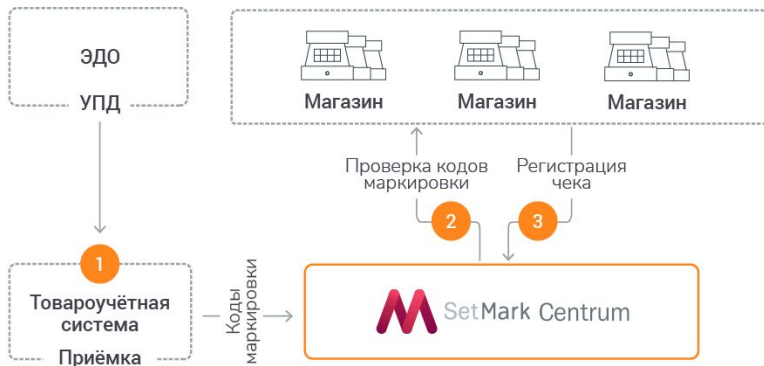 ЭДО
УПД
Магазин
Магазин
Магазин
Проверка кодов
маркировки
Регистрация
чека
2
3
1
Товароучётная
система
Приёмка
Коды
маркировки
SetMark Centrum